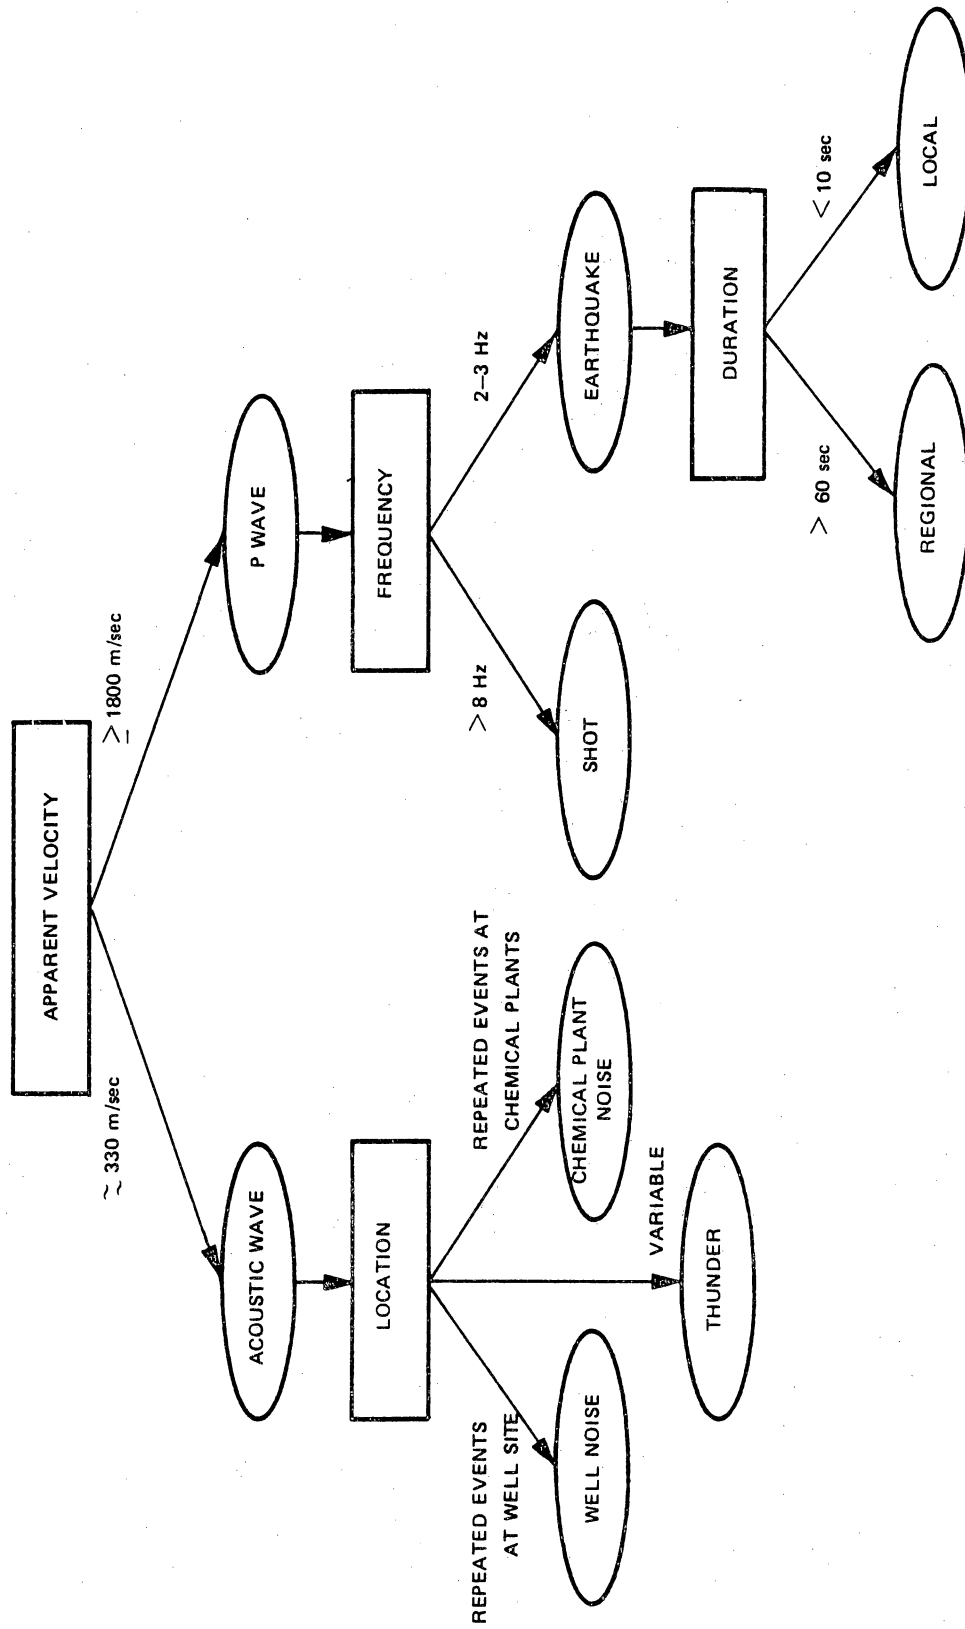 APPARENT VELOCITY
≈ 330 m/sec
≥ 1800 m/sec
ACOUSTIC WAVE
P WAVE
LOCATION
FREQUENCY
REPEATED EVENTS
AT WELL SITE
REPEATED EVENTS AT
CHEMICAL PLANTS
> 8 Hz
2–3 Hz
WELL NOISE
CHEMICAL PLANT
NOISE
SHOT
EARTHQUAKE
VARIABLE
THUNDER
DURATION
> 60 sec
< 10 sec
REGIONAL
LOCAL